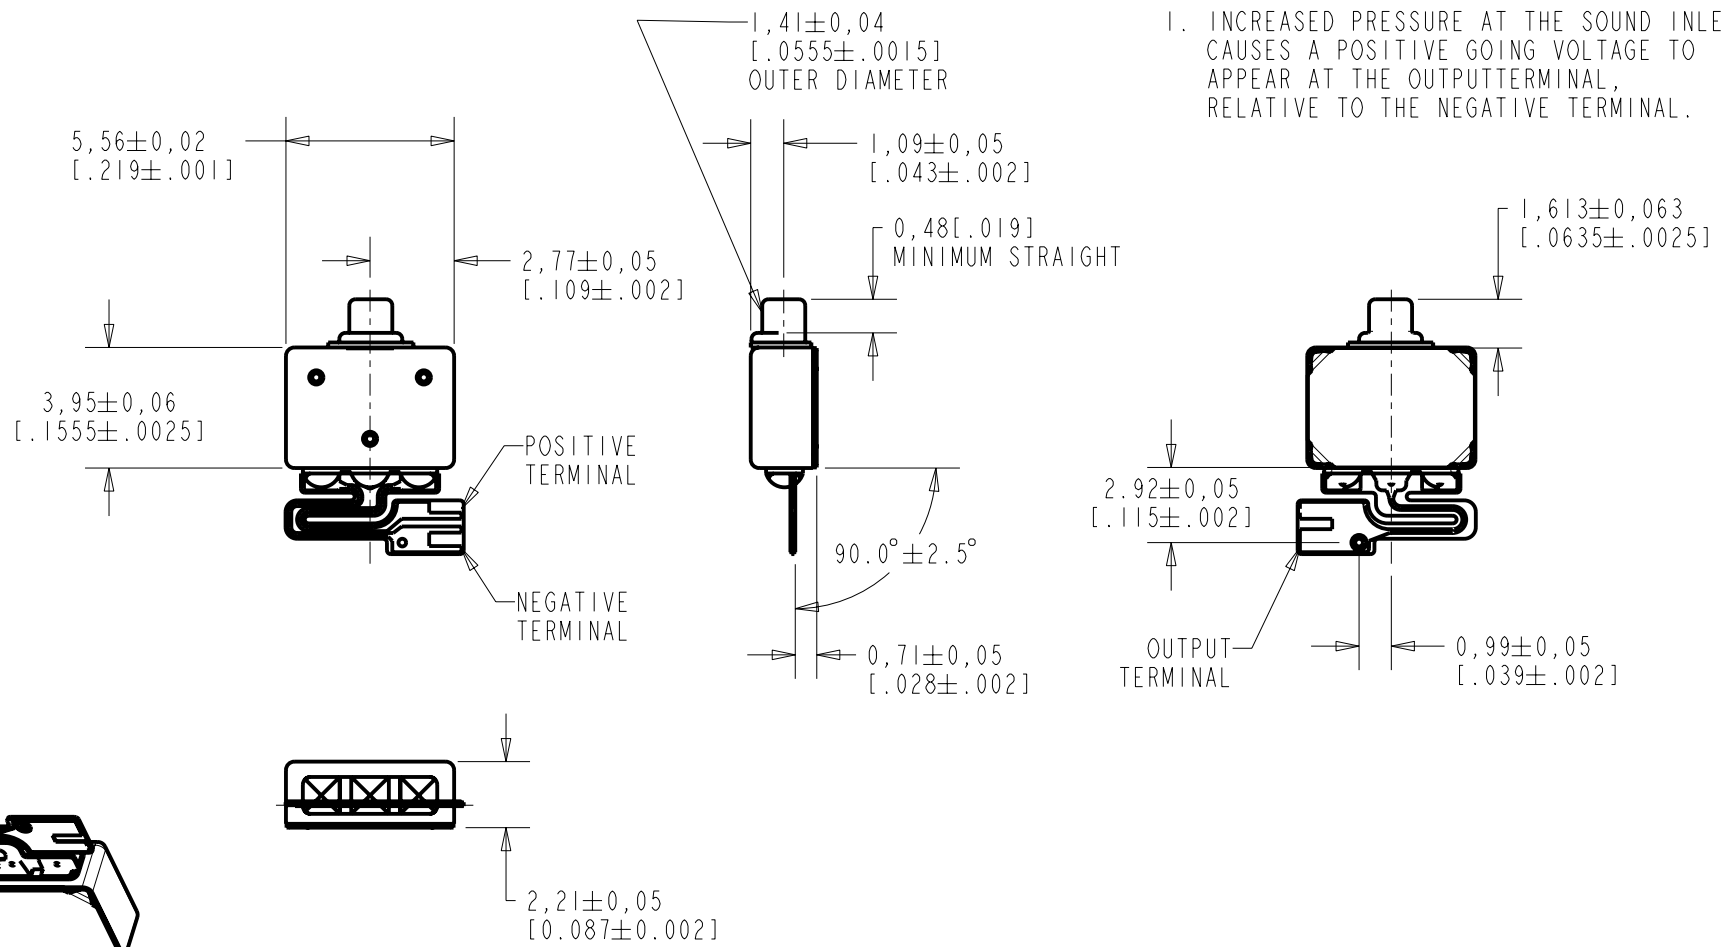 1,41±0,04
[.0555±.0015]
OUTER DIAMETER
1. INCREASED PRESSURE AT THE SOUND INLE
CAUSES A POSITIVE GOING VOLTAGE TO
APPEAR AT THE OUTPUTTERMINAL,
RELATIVE TO THE NEGATIVE TERMINAL.
5,56±0,02
[.219±.001]
1,09±0,05
[.043±.002]
0,48[.019]
MINIMUM STRAIGHT
1,613±0,063
[.0635±.0025]
2,77±0,05
[.109±.002]
3,95±0,06
[.1555±.0025]
POSITIVE
TERMINAL
2.92±0,05
[.115±.002]
90.0°±2.5°
NEGATIVE
TERMINAL
0,71±0,05
[.028±.002]
OUTPUT
TERMINAL
0,99±0,05
[.039±.002]
2,21±0,05
[0.087±0.002]